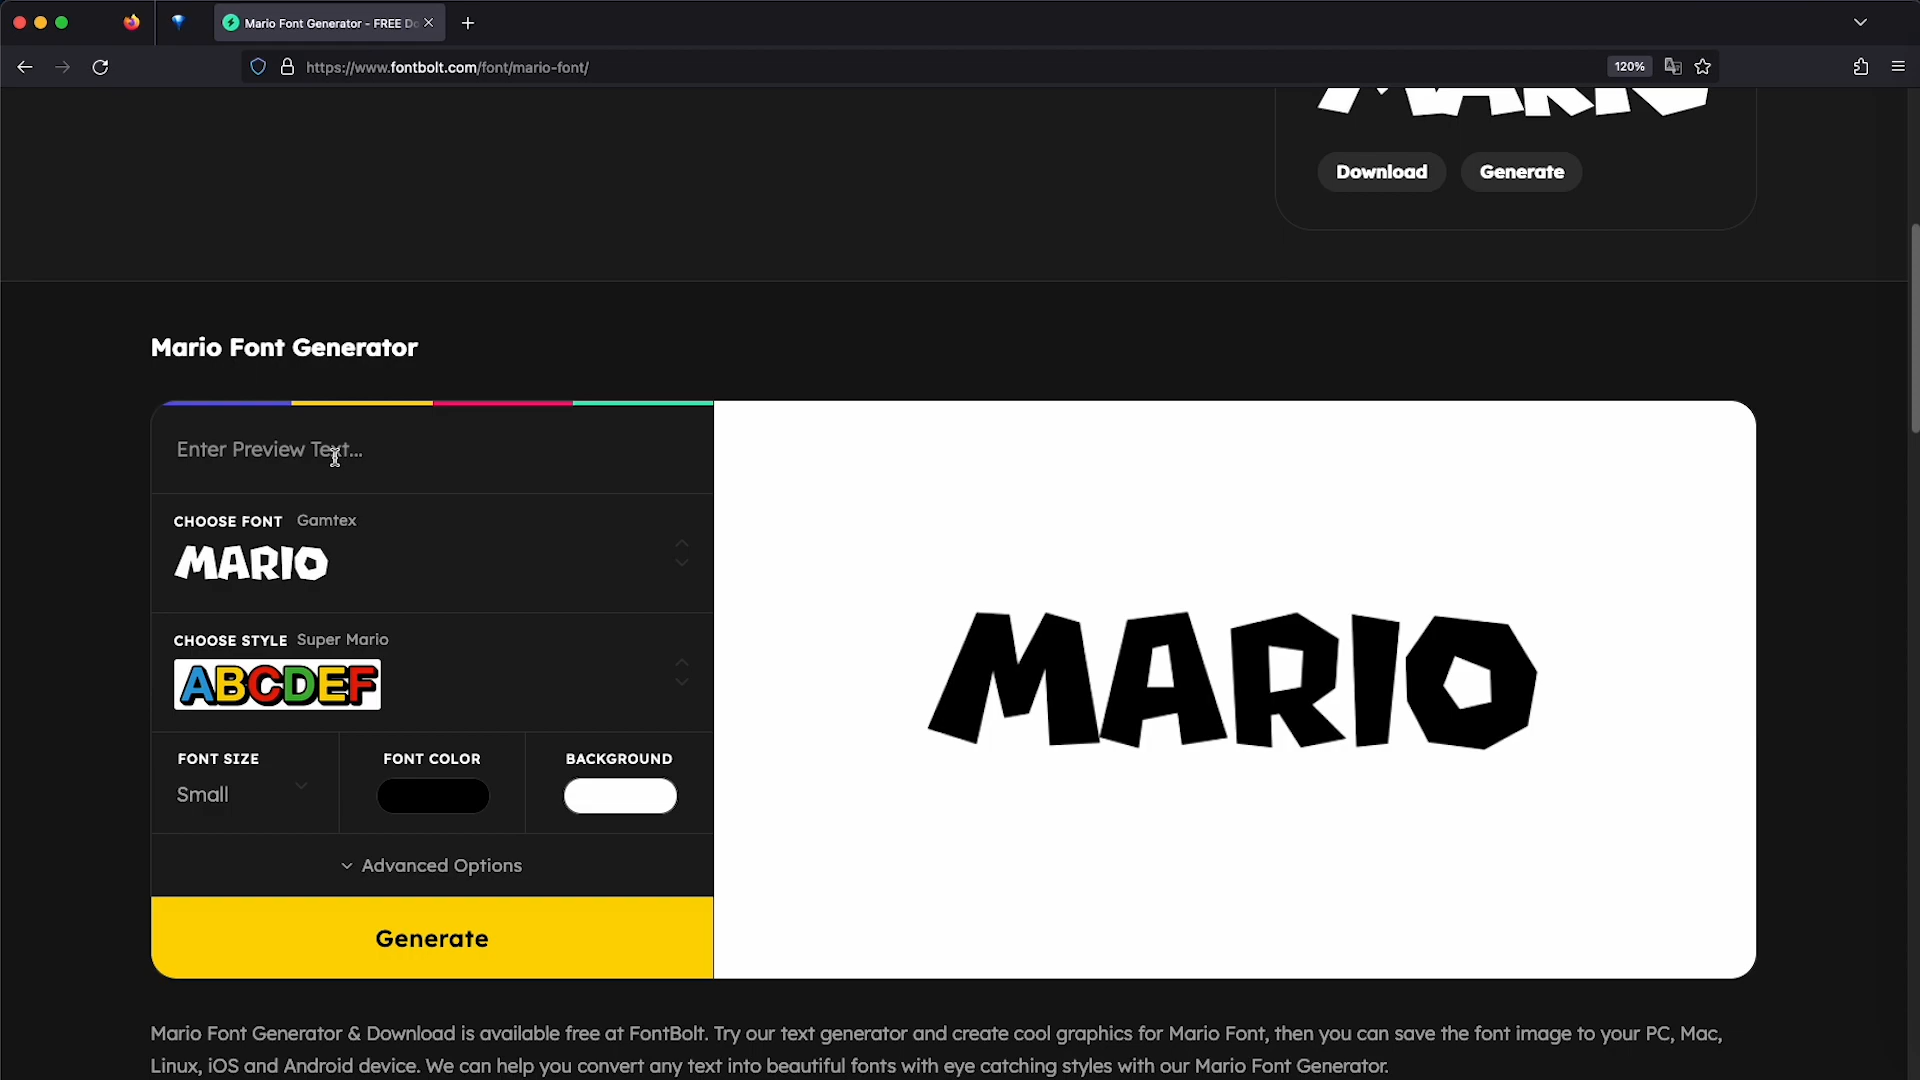 Mario Font Generator - FREE Do
https://www.fontbolt.com/font/mario-font/
120%
MARIO
Download
Generate
Mario Font Generator
Enter Preview Text...
CHOOSE FONT Gamtex
MARIO
CHOOSE STYLE Super Mario
ABCDEF
FONT SIZE
FONT COLOR
BACKGROUND
Small
Advanced Options
Generate
MARIO
Mario Font Generator & Download is available free at FontBolt. Try our text generator and create cool graphics for Mario Font, then you can save the font image to your PC, Mac,
Linux, iOS and Android device. We can help you convert any text into beautiful fonts with eye catching styles with our Mario Font Generator.